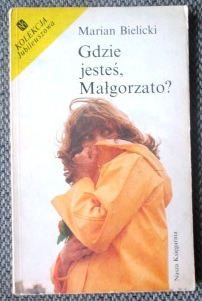 KOLEKCJA
Jubileuszowa
Marian Bielicki
Gdzie
jesteś,
Małgorzato?
Nasza Księgarnia